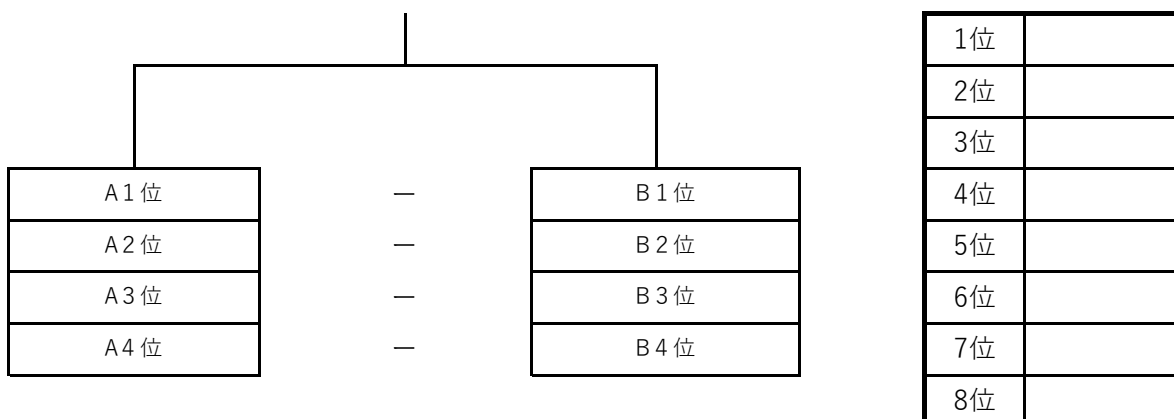 A1位 － B1位
A2位 － B2位
A3位 － B3位
A4位 － B4位
1位
2位
3位
4位
5位
6位
7位
8位